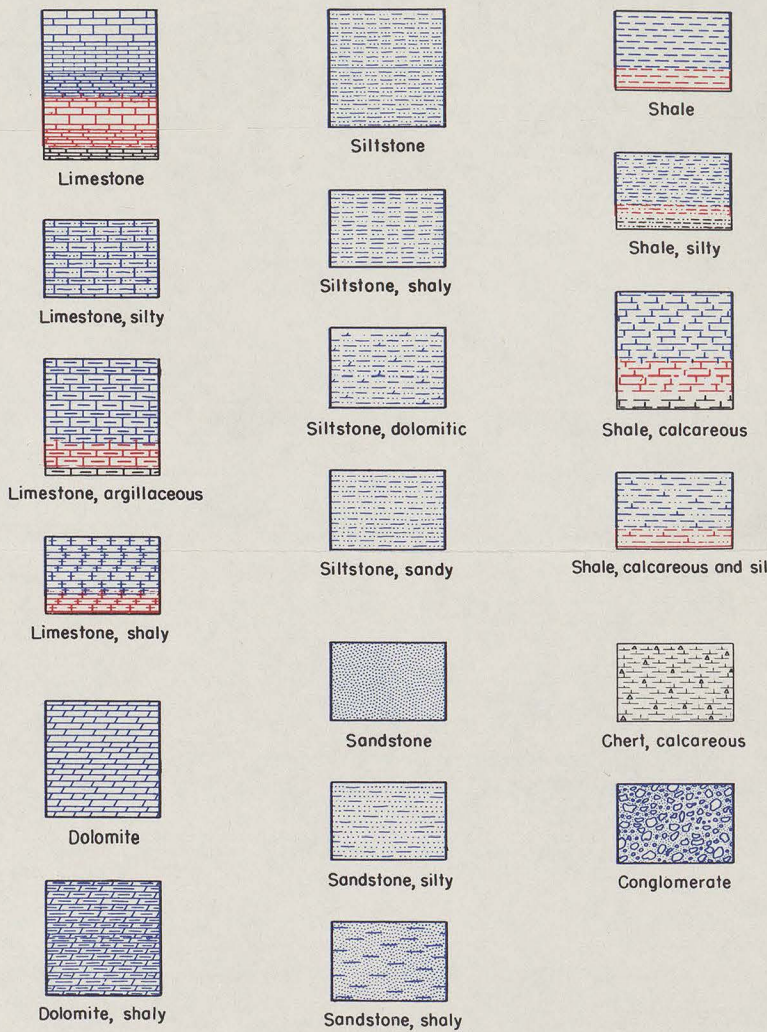 Limestone
Limestone, silty
Limestone, argillaceous
Limestone, shaly
Dolomite
Dolomite, shaly
Siltstone
Siltstone, shaly
Siltstone, dolomitic
Siltstone, sandy
Sandstone
Sandstone, silty
Sandstone, shaly
Shale
Shale, silty
Shale, calcareous
Shale, calcareous and sil
Chert, calcareous
Conglomerate